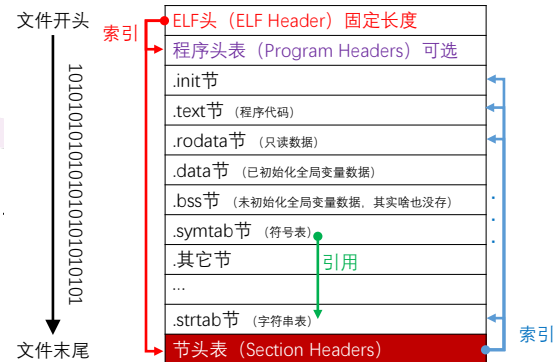 文件开头
索引
10101010101010101010101010101
ELF头（ELF Header）固定长度
程序头表（Program Headers）可选
.init节
.text节（程序代码）
.rodata节（只读数据）
.data节（已初始化全局变量数据）
.bss节（未初始化全局变量数据，其实啥也没存）
.symtab节（符号表）
.其它节
引用
...
.strtab节（字符串表）
节头表（Section Headers）
文件末尾
索引